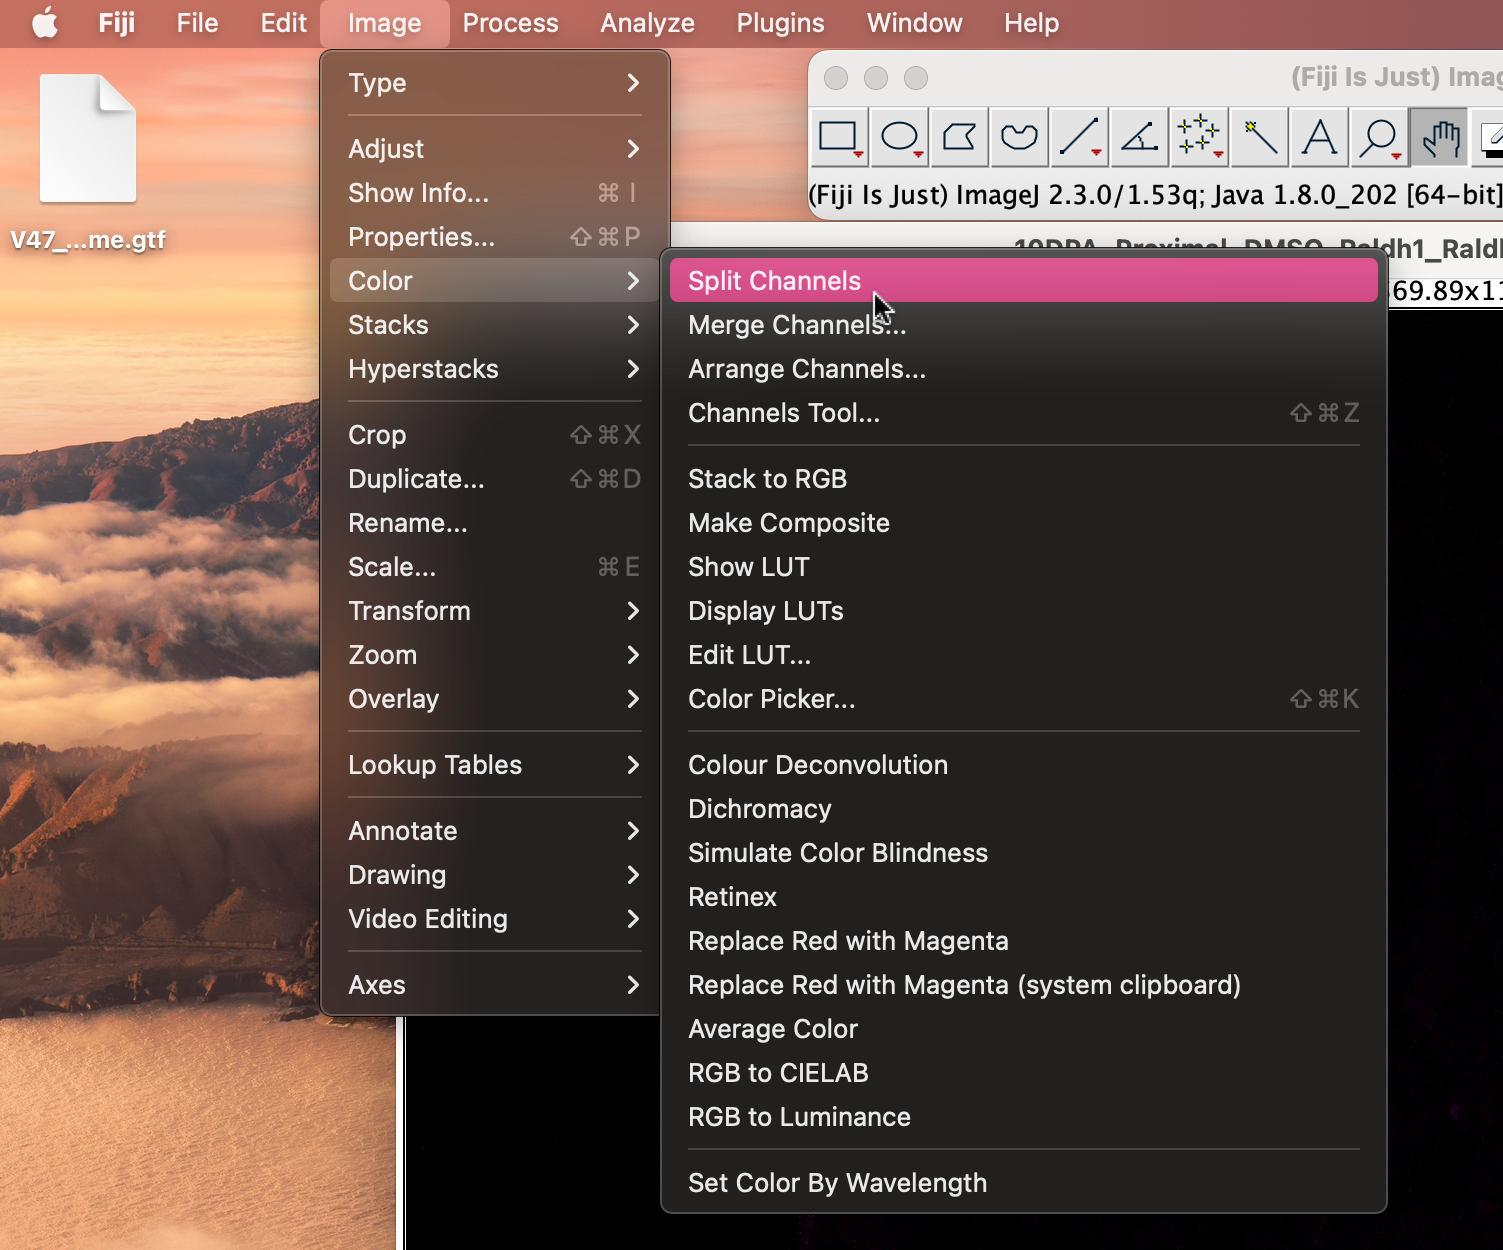 Fiji File Edit Image Process Analyze Plugins Window Help
V47_...me.gtf
Type
Adjust
Show Info... ⌘ I
Properties... ⇧⌘P
Color
Stacks
Hyperstacks
Crop ⇧⌘X
Duplicate... ⇧⌘D
Rename...
Scale... ⌘E
Transform
Zoom
Overlay
Lookup Tables
Annotate
Drawing
Video Editing
Axes
(Fiji Is Just)
(Fiji Is Just) ImageJ 2.3.0/1.53q; Java 1.8.0_202 [64-bit]
10DPA_Proximal_DMSO_Raldh1_Raldh
69.89x11
Split Channels
Merge Channels...
Arrange Channels...
Channels Tool... ⇧⌘Z
Stack to RGB
Make Composite
Show LUT
Display LUTs
Edit LUT...
Color Picker... ⇧⌘K
Colour Deconvolution
Dichromacy
Simulate Color Blindness
Retinex
Replace Red with Magenta
Replace Red with Magenta (system clipboard)
Average Color
RGB to CIELAB
RGB to Luminance
Set Color By Wavelength